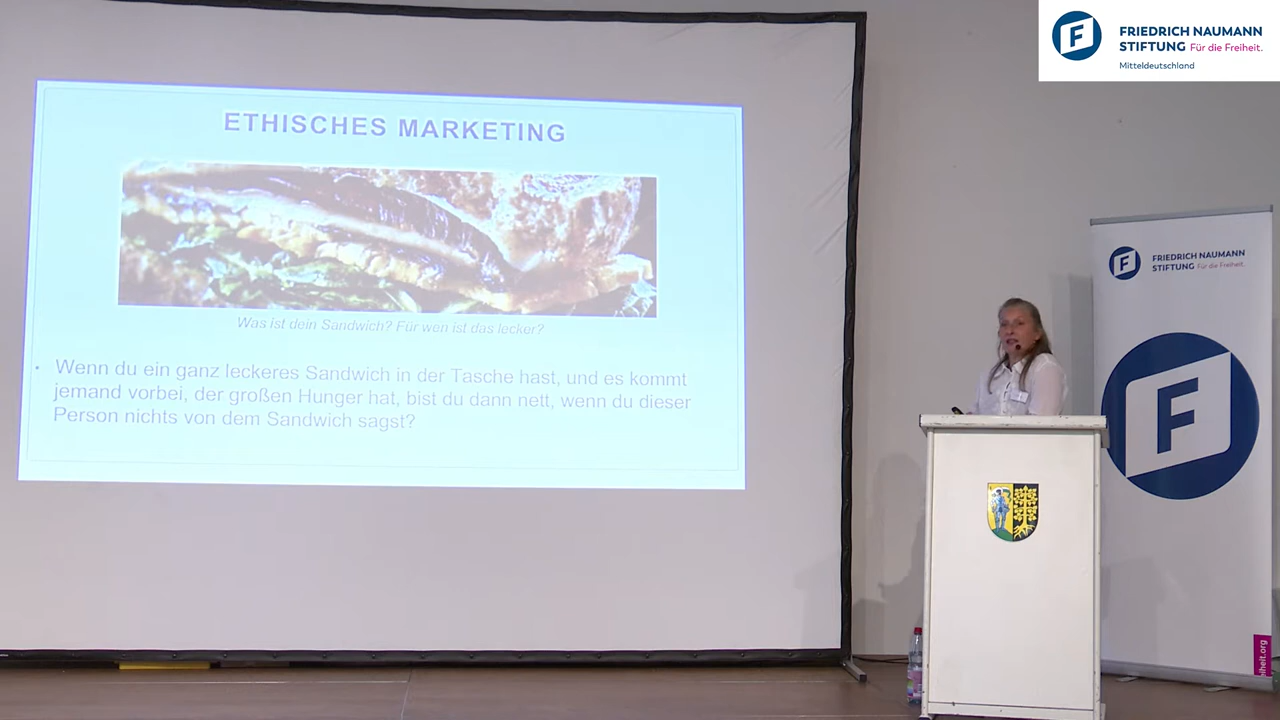 FRIEDRICH NAUMANN
STIFTUNG Für die Freiheit.
Mitteldeutschland
ETHISCHES MARKETING
Was ist dein Sandwich? Für wen ist das lecker?
• Wenn du ein ganz leckeres Sandwich in der Tasche hast, und es kommt
jemand vorbei, der großen Hunger hat, bist du dann nett, wenn du dieser
Person nichts von dem Sandwich sagst?
FRIEDRICH NAUMANN
STIFTUNG Für die Freiheit.
F